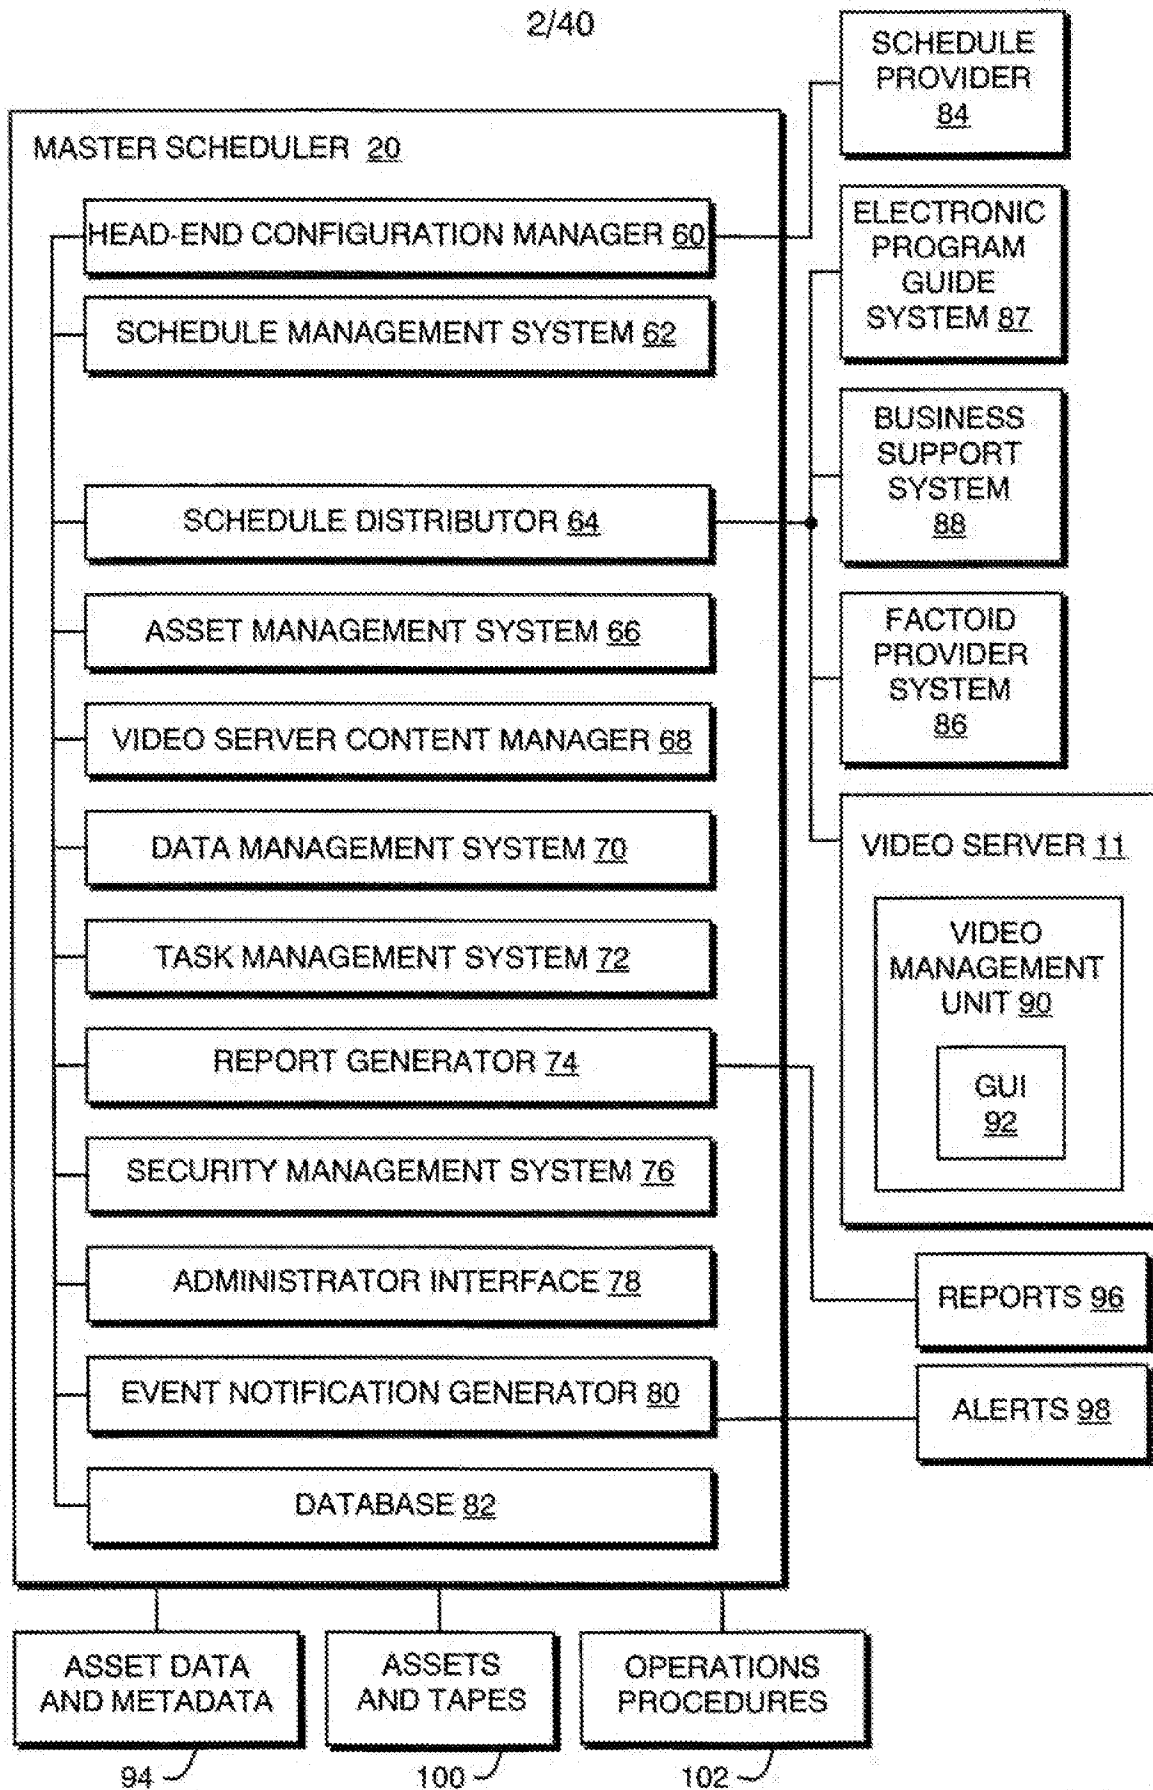 2/40
MASTER SCHEDULER 20
HEAD-END CONFIGURATION MANAGER 60
SCHEDULE MANAGEMENT SYSTEM 62
SCHEDULE DISTRIBUTOR 64
ASSET MANAGEMENT SYSTEM 66
VIDEO SERVER CONTENT MANAGER 68
DATA MANAGEMENT SYSTEM 70
TASK MANAGEMENT SYSTEM 72
REPORT GENERATOR 74
SECURITY MANAGEMENT SYSTEM 76
ADMINISTRATOR INTERFACE 78
EVENT NOTIFICATION GENERATOR 80
DATABASE 82
SCHEDULE
PROVIDER
84
ELECTRONIC
PROGRAM
GUIDE
SYSTEM 87
BUSINESS
SUPPORT
SYSTEM
88
FACTOID
PROVIDER
SYSTEM
86
VIDEO SERVER 11
VIDEO
MANAGEMENT
UNIT 90
GUI
92
REPORTS 96
ALERTS 98
ASSET DATA
AND METADATA
94
ASSETS
AND TAPES
100
OPERATIONS
PROCEDURES
102